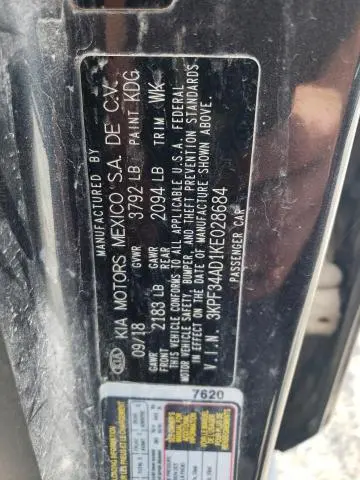 KIA MOTORS MEXICO S.A. DE C.V.
MANUFACTURED BY
09/18 GVWR 3792 LB PAINT KDG
GAWR FRONT 2183 LB GAWR REAR 2094 LB TRIM WK
THIS VEHICLE CONFORMS TO ALL APPLICABLE U.S.A. FEDERAL
MOTOR VEHICLE SAFETY, BUMPER, AND THEFT PREVENTION STANDARDS
IN EFFECT ON THE DATE OF MANUFACTURE SHOWN ABOVE.
V.I.N. 3KPF34AD1KE028684
PASSENGER CAR
7620